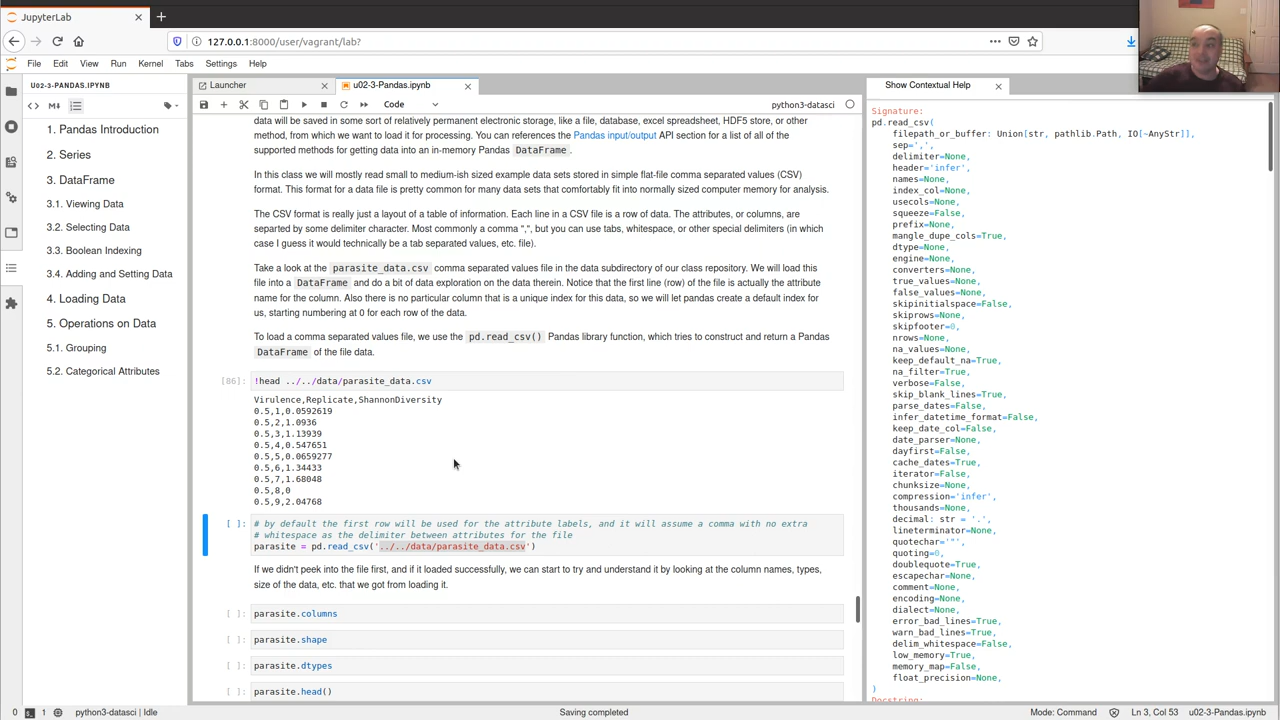 JupyterLab
127.0.0.1:8000/user/vagrant/lab?
File Edit View Run Kernel Tabs Settings Help
U02-3-PANDAS.IPYNB
1. Pandas Introduction
2. Series
3. DataFrame
3.1. Viewing Data
3.2. Selecting Data
3.3. Boolean Indexing
3.4. Adding and Setting Data
4. Loading Data
5. Operations on Data
5.1. Grouping
5.2. Categorical Attributes
Launcher
u02-3-Pandas.ipynb
Code
python3-datasci
data will be saved in some sort of relatively permanent electronic storage, like a file, database, excel spreadsheet, HDF5 store, or other
method, from which we want to load it for processing. You can references the Pandas input/output API section for a list of all of the
supported methods for getting data into an in-memory Pandas DataFrame.
In this class we will mostly read small to medium-ish sized example data sets stored in simple flat-file comma separated values (CSV)
format. This format for a data file is pretty common for many data sets that comfortably fit into normally sized computer memory for analysis.
The CSV format is really just a layout of a table of information. Each line in a CSV file is a row of data. The attributes, or columns, are
separted by some delimiter character. Most commonly a comma ",", but you can use tabs, whitespace, or other special delimiters (in which
case I guess it would technically be a tab separated values, etc. file).
Take a look at the parasite_data.csv comma separated values file in the data subdirectory of our class repository. We will load this
file into a DataFrame and do a bit of data exploration on the data therein. Notice that the first line (row) of the file is actually the attribute
name for the column. Also there is no particular column that is a unique index for this data, so we will let pandas create a default index for
us, starting numbering at 0 for each row of the data.
To load a comma separated values file, we use the pd.read_csv() Pandas library function, which tries to construct and return a Pandas
DataFrame of the file data.
[86]: !head ../../data/parasite_data.csv
Virulence,Replicate,ShannonDiversity
0.5,1,0.0592619
0.5,2,1.0936
0.5,3,1.13939
0.5,4,0.547651
0.5,5,0.0659277
0.5,6,1.34433
0.5,7,1.68048
0.5,8,0
0.5,9,2.04768
[ ]: # by default the first row will be used for the attribute labels, and it will assume a comma with no extra
# whitespace as the delimiter between attributes for the file
parasite = pd.read_csv('../../data/parasite_data.csv')
If we didn't peek into the file first, and if it loaded successfully, we can start to try and understand it by looking at the column names, types,
size of the data, etc. that we got from loading it.
[ ]: parasite.columns
[ ]: parasite.shape
[ ]: parasite.dtypes
[ ]: parasite.head()
Show Contextual Help
Signature:
pd.read_csv(
filepath_or_buffer: Union[str, pathlib.Path, IO[~AnyStr]],
sep=',',
delimiter=None,
header='infer',
names=None,
index_col=None,
usecols=None,
squeeze=False,
prefix=None,
mangle_dupe_cols=True,
dtype=None,
engine=None,
converters=None,
true_values=None,
false_values=None,
skipinitialspace=False,
skiprows=None,
skipfooter=0,
nrows=None,
na_values=None,
keep_default_na=True,
na_filter=True,
verbose=False,
skip_blank_lines=True,
parse_dates=False,
infer_datetime_format=False,
keep_date_col=False,
date_parser=None,
dayfirst=False,
cache_dates=True,
iterator=False,
chunksize=None,
compression='infer',
thousands=None,
decimal: str = '.',
lineterminator=None,
quotechar='"',
quoting=0,
doublequote=True,
escapechar=None,
comment=None,
encoding=None,
dialect=None,
error_bad_lines=True,
warn_bad_lines=True,
delim_whitespace=False,
low_memory=True,
memory_map=False,
float_precision=None,
)
Docstring:
0 1 python3-datasci | Idle
Saving completed
Mode: Command
Ln 3, Col 53
u02-3-Pandas.ipynb